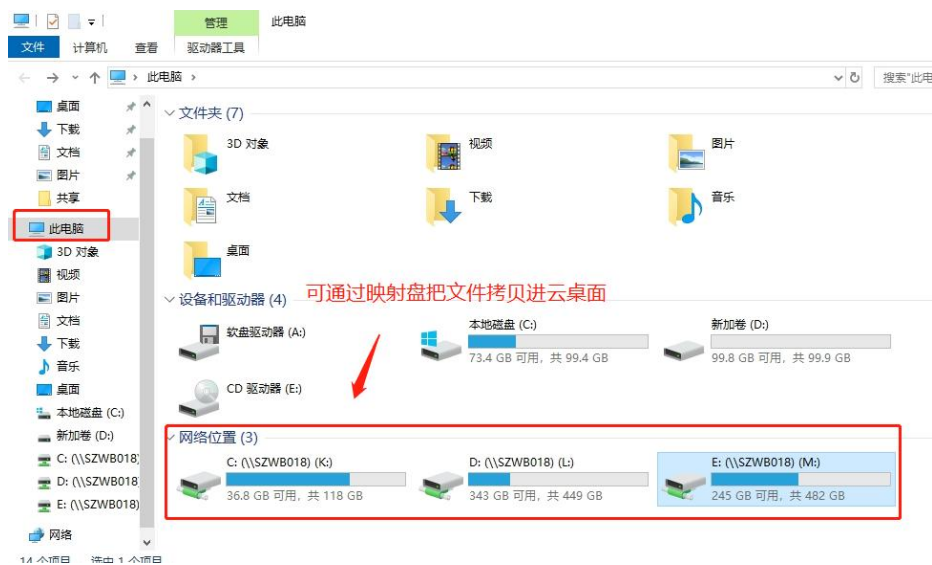 管理 此电脑
文件 计算机 查看 驱动器工具
此电脑 搜索"此电
桌面
下载
文档
图片
共享
此电脑
3D 对象
视频
图片
文档
下载
音乐
桌面
本地磁盘 (C:)
新加卷 (D:)
C: (\\SZWB018)
D: (\\SZWB018
E: (\\SZWB018)
网络
文件夹 (7)
3D 对象 视频 图片
文档 下载 音乐
桌面
可通过映射盘把文件拷贝进云桌面
设备和驱动器 (4)
软盘驱动器 (A:) 本地磁盘 (C:) 新加卷 (D:)
73.4 GB 可用，共 99.4 GB 99.8 GB 可用，共 99.9 GB
CD 驱动器 (E:)
网络位置 (3)
C: (\\SZWB018) (K:) D: (\\SZWB018) (L:) E: (\\SZWB018) (M:)
36.8 GB 可用，共 118 GB 343 GB 可用，共 449 GB 245 GB 可用，共 482 GB
14 个项目 选中 1 个项目